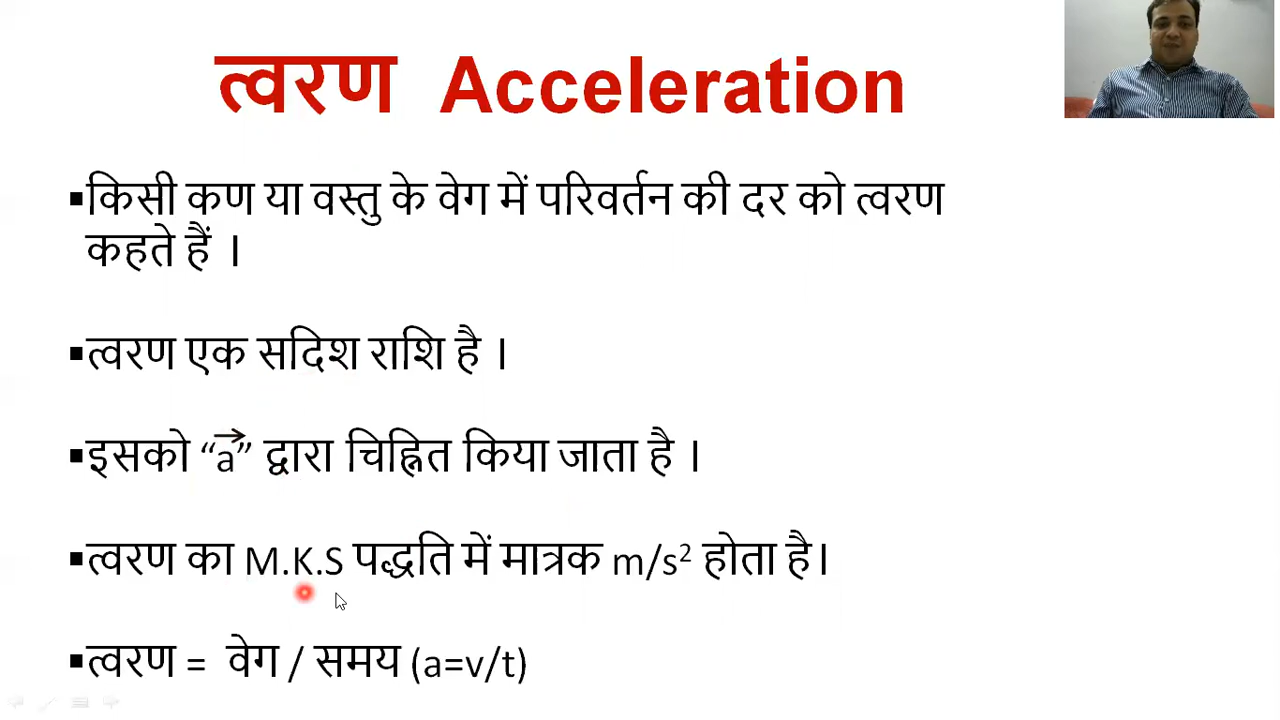 त्वरण Acceleration
▪किसी कण या वस्तु के वेग में परिवर्तन की दर को त्वरण
कहते हैं ।
▪त्वरण एक सदिश राशि है ।
▪इसको “a⃗” द्वारा चिह्नित किया जाता है ।
▪त्वरण का M.K.S पद्धति में मात्रक m/s² होता है।
▪त्वरण = वेग / समय (a=v/t)